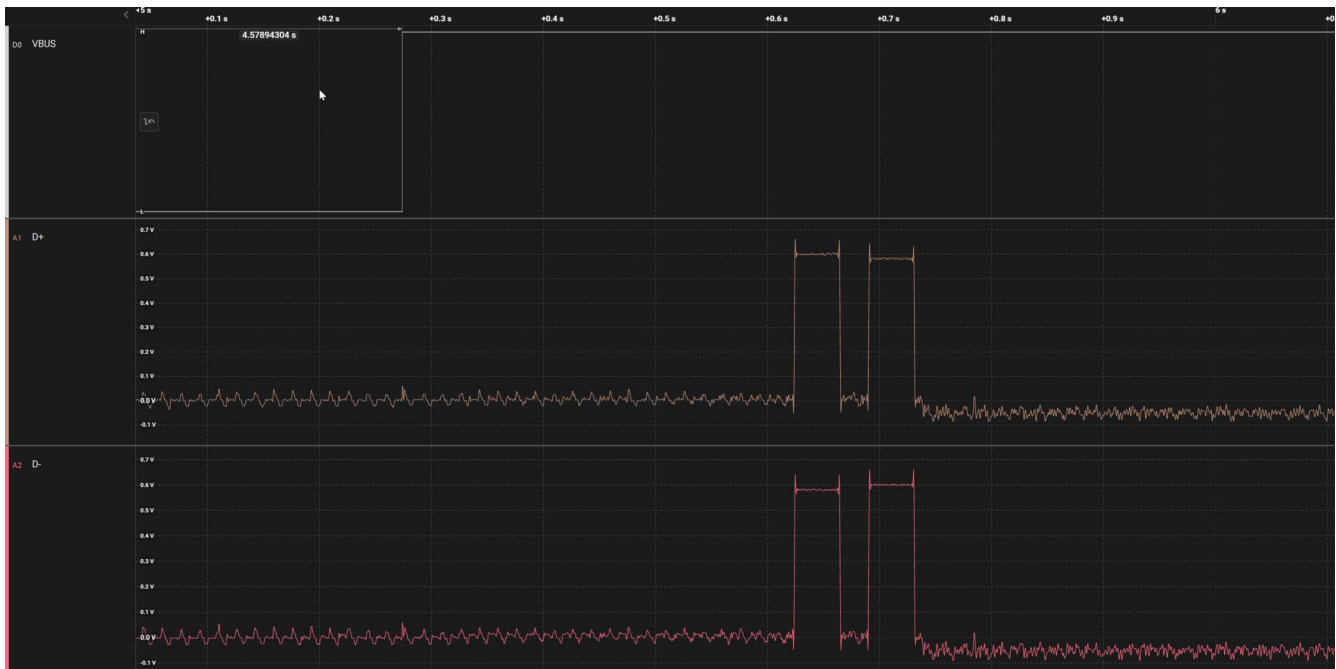 +5 s
+0.1 s +0.2 s +0.3 s +0.4 s +0.5 s +0.6 s +0.7 s +0.8 s +0.9 s 6 s +0
D0 VBUS
H
4.57894304 s
L
A1 D+
0.7 V
0.6 V
0.5 V
0.4 V
0.3 V
0.2 V
0.1 V
0.0 V
-0.1 V
A2 D-
0.7 V
0.6 V
0.5 V
0.4 V
0.3 V
0.2 V
0.1 V
0.0 V
-0.1 V